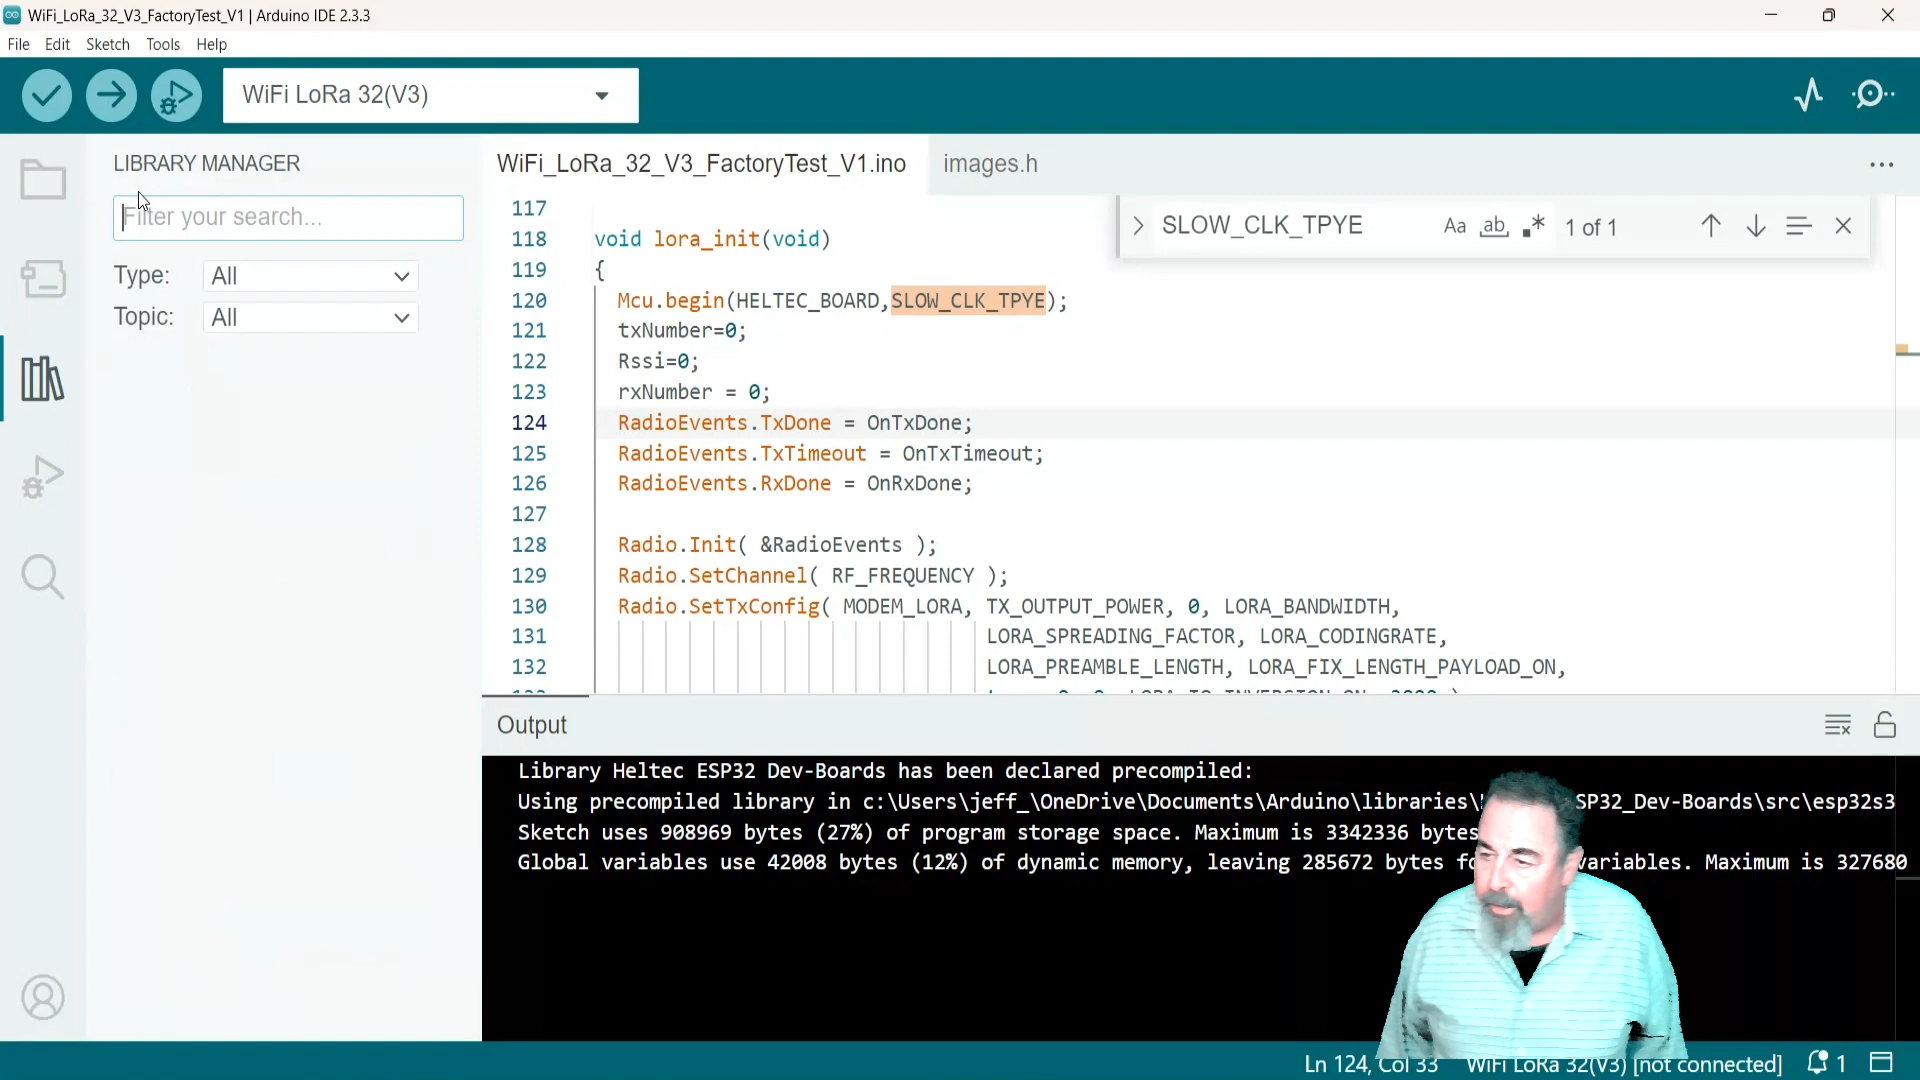 WiFi_LoRa_32_V3_FactoryTest_V1 | Arduino IDE 2.3.3
File Edit Sketch Tools Help
WiFi LoRa 32(V3)
LIBRARY MANAGER
Filter your search...
Type: All
Topic: All
WiFi_LoRa_32_V3_FactoryTest_V1.ino images.h
SLOW_CLK_TPYE Aa ab 1 of 1
117
118 void lora_init(void)
119 {
120 Mcu.begin(HELTEC_BOARD,SLOW_CLK_TPYE);
121 txNumber=0;
122 Rssi=0;
123 rxNumber = 0;
124 RadioEvents.TxDone = OnTxDone;
125 RadioEvents.TxTimeout = OnTxTimeout;
126 RadioEvents.RxDone = OnRxDone;
127
128 Radio.Init( &RadioEvents );
129 Radio.SetChannel( RF_FREQUENCY );
130 Radio.SetTxConfig( MODEM_LORA, TX_OUTPUT_POWER, 0, LORA_BANDWIDTH,
131 LORA_SPREADING_FACTOR, LORA_CODINGRATE,
132 LORA_PREAMBLE_LENGTH, LORA_FIX_LENGTH_PAYLOAD_ON,
Output
Library Heltec ESP32 Dev-Boards has been declared precompiled:
Using precompiled library in c:\Users\jeff_\OneDrive\Documents\Arduino\libraries\ SP32_Dev-Boards\src\esp32s3
Sketch uses 908969 bytes (27%) of program storage space. Maximum is 3342336 bytes
Global variables use 42008 bytes (12%) of dynamic memory, leaving 285672 bytes variables. Maximum is 327680
Ln 124, Col 33 WiFi LoRa 32(V3) [not connected] 1